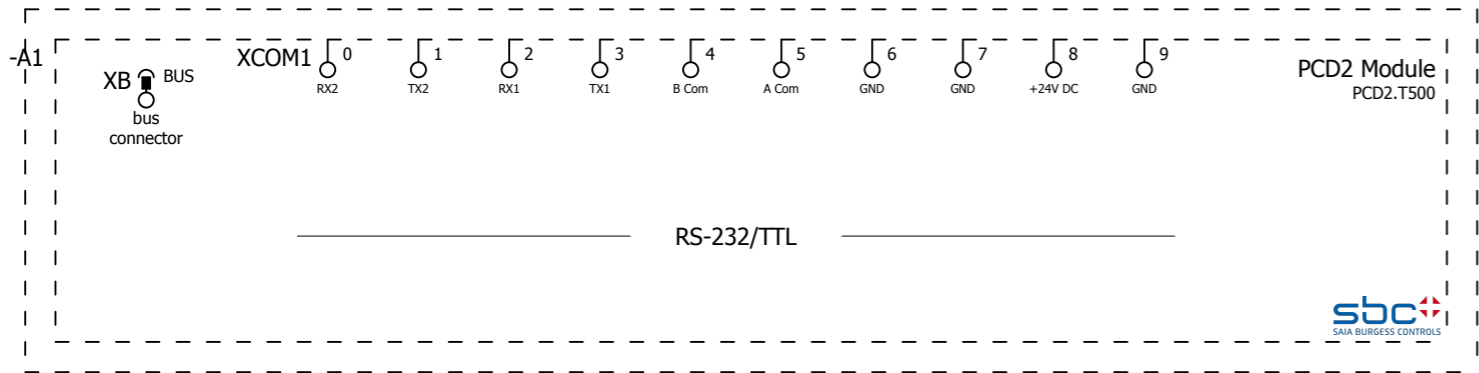 -A1
XB BUS
bus
connector
XCOM1 0 1 2 3 4 5 6 7 8 9
RX2 TX2 RX1 TX1 B Com A Com GND GND +24V DC GND
PCD2 Module
PCD2.T500
RS-232/TTL
sbc
SAIA BURGESS CONTROLS